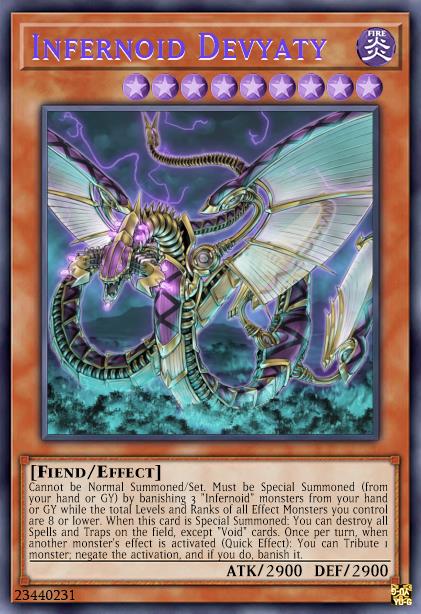 Infernoid Devyaty
FIRE
炎
[Fiend/Effect]
Cannot be Normal Summoned/Set. Must be Special Summoned (from
your hand or GY) by banishing 3 "Infernoid" monsters from your
hand or GY while the total Levels and Ranks of all Effect Monsters you control
are 8 or lower. When this card is Special Summoned: You can destroy all
Spells and Traps on the field, except "Void" cards. Once per turn, when
another monster's effect is activated (Quick Effect): You can Tribute 1
monster; negate the activation, and if you do, banish it.
ATK/2900 DEF/2900
23440231